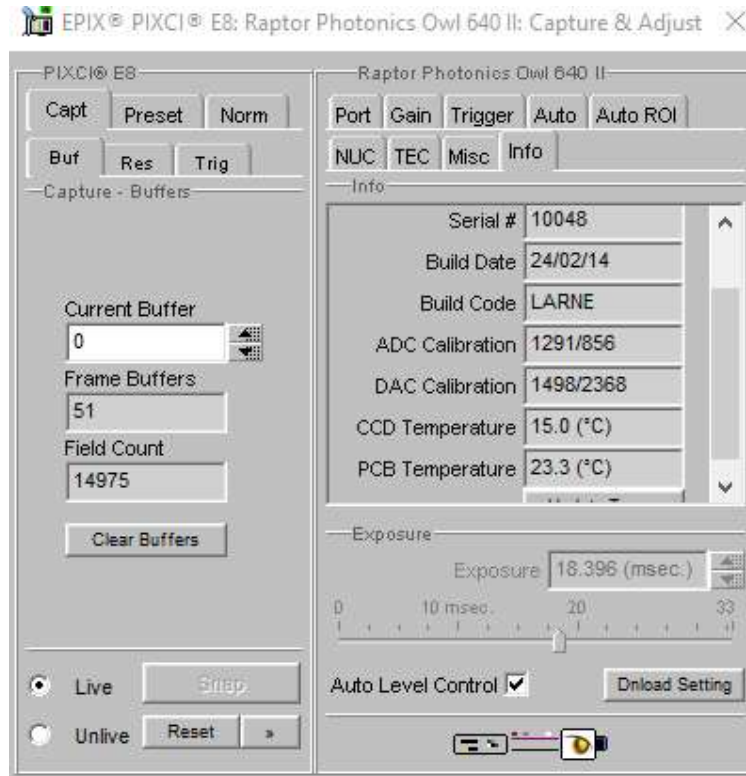 EPIX® PIXCI® E8: Raptor Photonics Owl 640 II: Capture & Adjust
PIXCI® E8
Capt Preset Norm
Buf Res Trig
Capture - Buffers
Current Buffer
0
Frame Buffers
51
Field Count
14975
Clear Buffers
Live Snap
Unlive Reset »
Raptor Photonics Owl 640 II
Port Gain Trigger Auto Auto ROI
NUC TEC Misc Info
Info
Serial # 10048
Build Date 24/02/14
Build Code LARNE
ADC Calibration 1291/856
DAC Calibration 1498/2368
CCD Temperature 15.0 (°C)
PCB Temperature 23.3 (°C)
Exposure
Exposure 18.396 (msec.)
0 10 msec. 20 33
Auto Level Control Dnload Setting